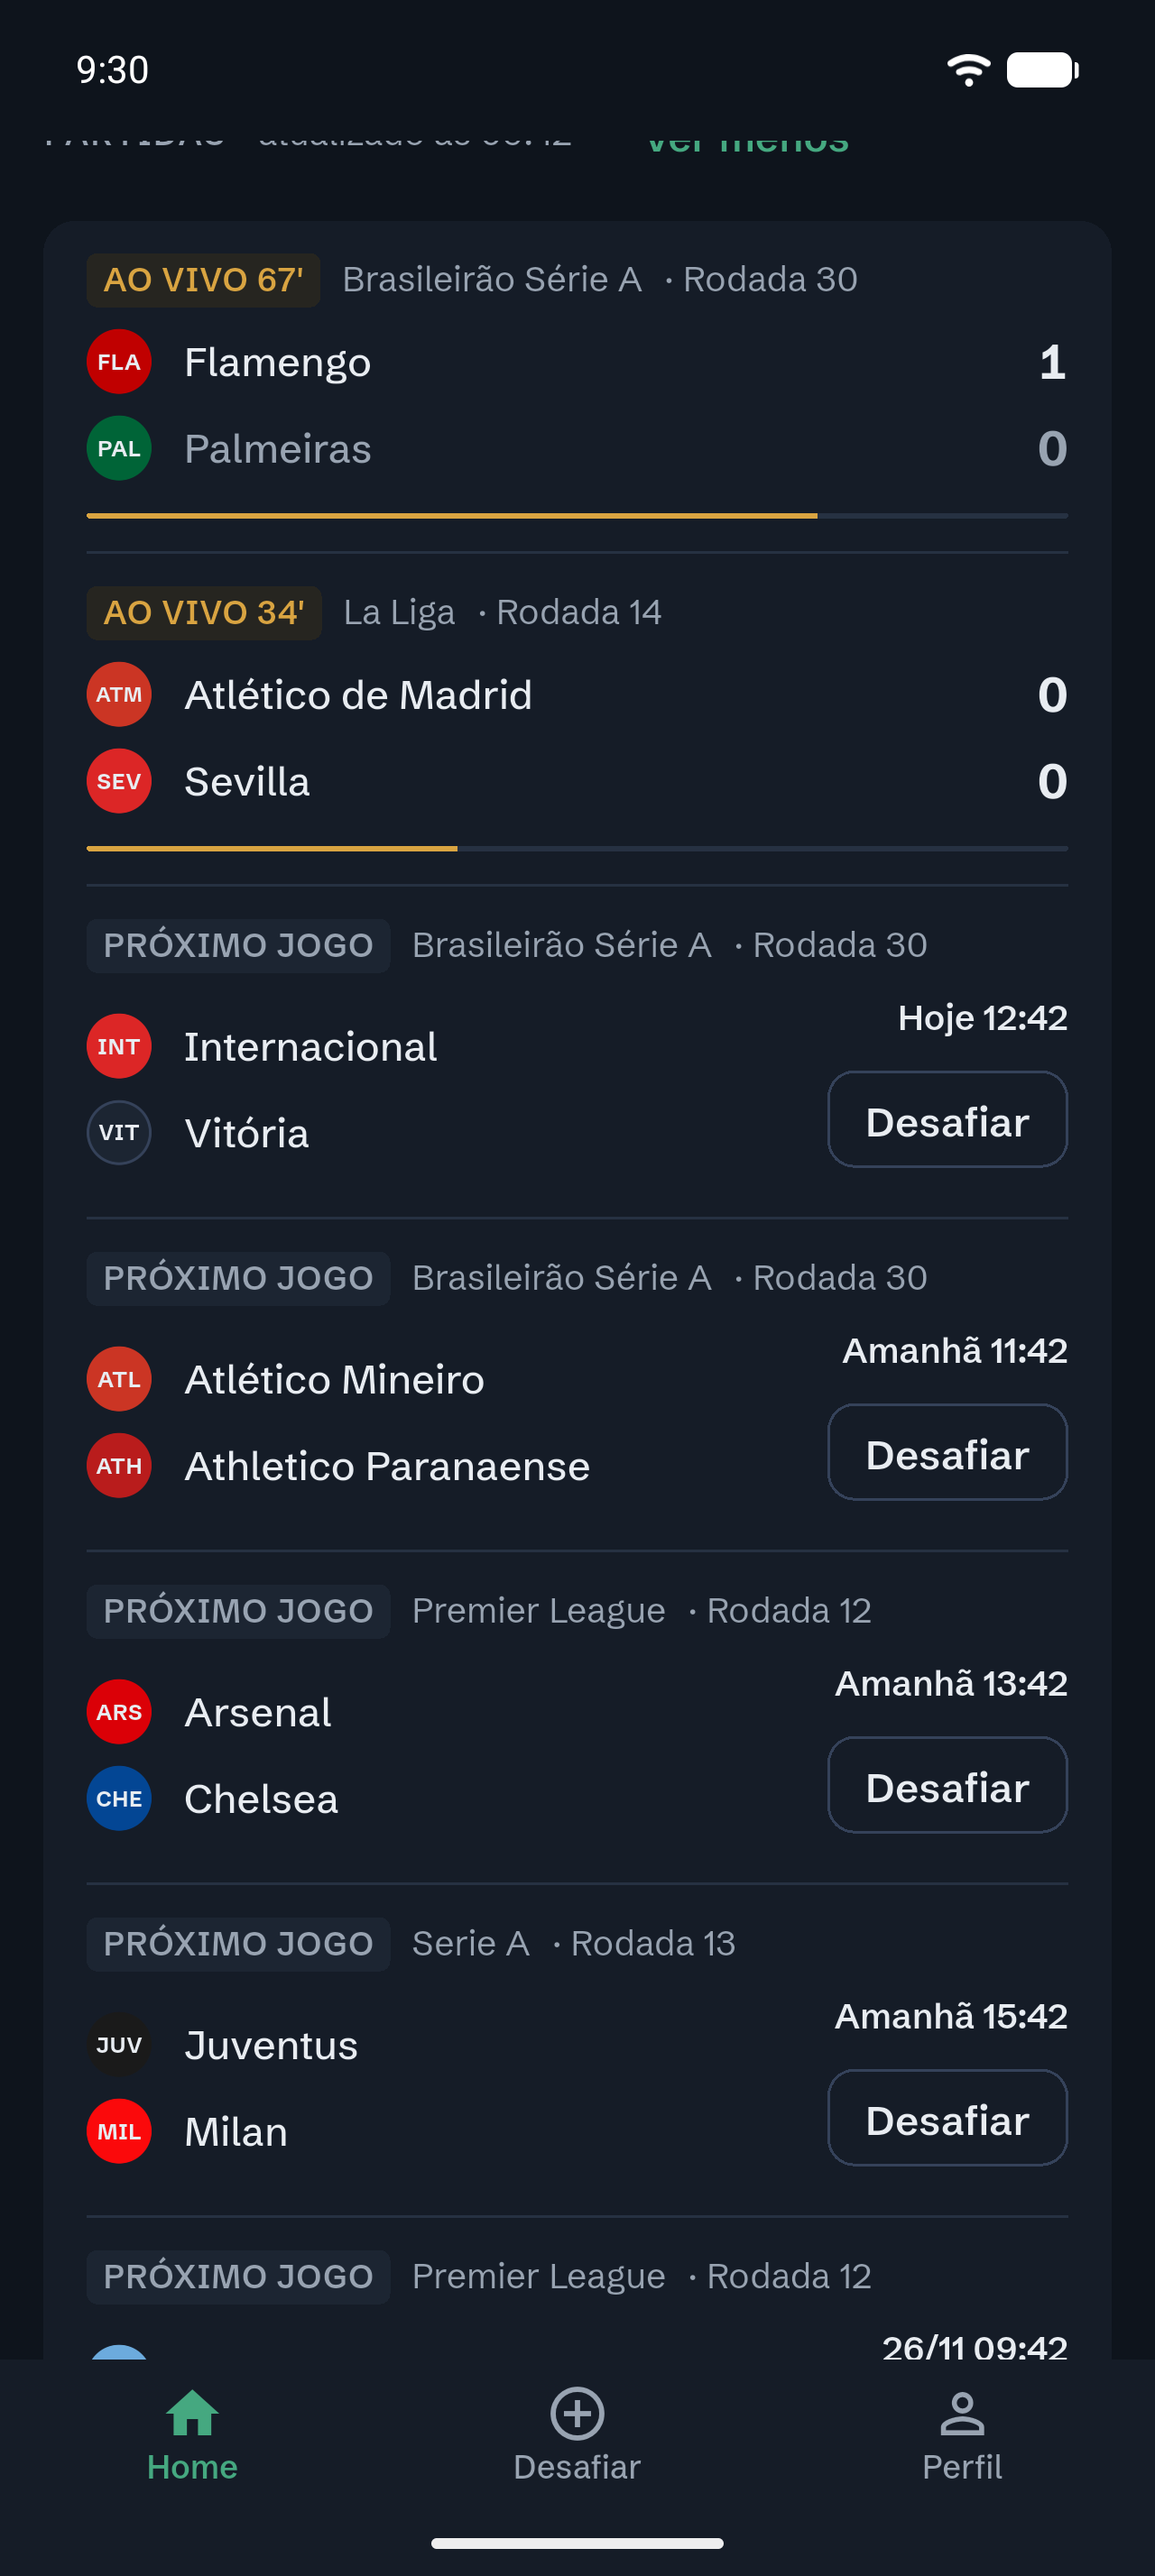 9:30
PARTIDAS atualizado às Ver menos
AO VIVO 67' Brasileirão Série A · Rodada 30
FLA Flamengo 1
PAL Palmeiras 0
AO VIVO 34' La Liga · Rodada 14
ATM Atlético de Madrid 0
SEV Sevilla 0
PRÓXIMO JOGO Brasileirão Série A · Rodada 30
Hoje 12:42
INT Internacional
Desafiar
VIT Vitória
PRÓXIMO JOGO Brasileirão Série A · Rodada 30
Amanhã 11:42
ATL Atlético Mineiro
Desafiar
ATH Athletico Paranaense
PRÓXIMO JOGO Premier League · Rodada 12
Amanhã 13:42
ARS Arsenal
Desafiar
CHE Chelsea
PRÓXIMO JOGO Serie A · Rodada 13
Amanhã 15:42
JUV Juventus
Desafiar
MIL Milan
PRÓXIMO JOGO Premier League · Rodada 12
26/11 09:42
Home Desafiar Perfil